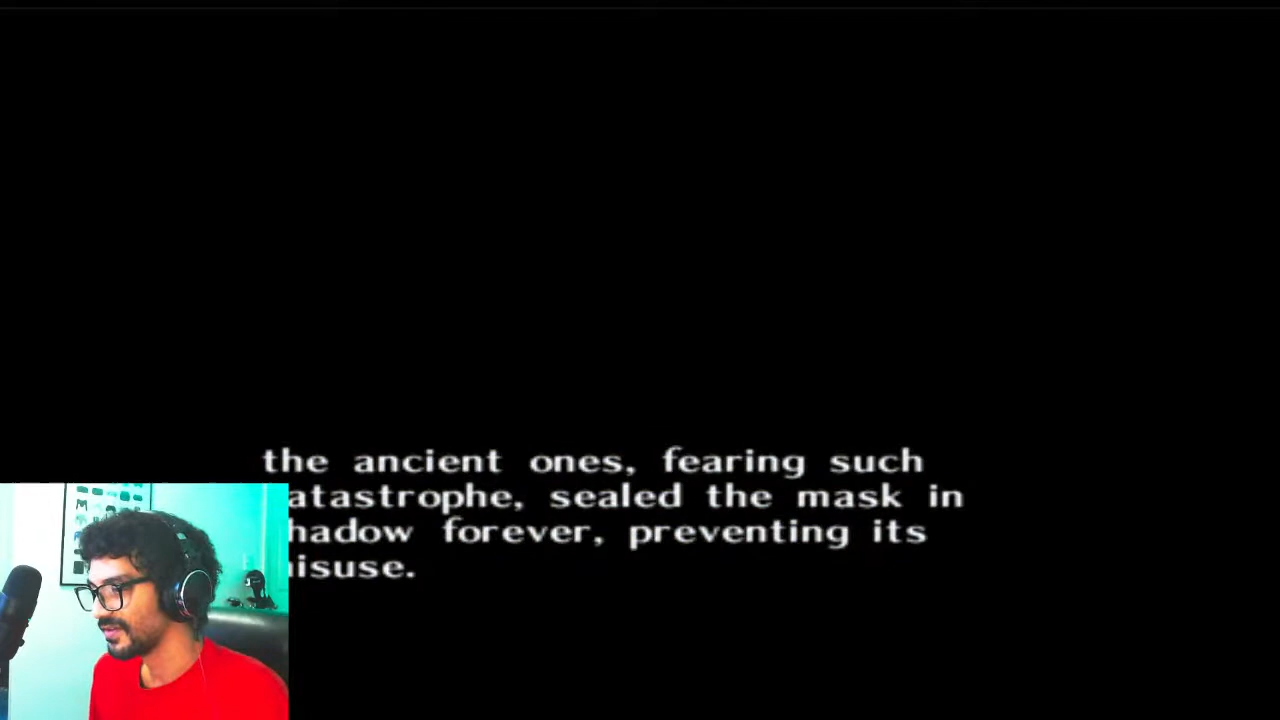 the ancient ones, fearing such
atastrophe, sealed the mask in
hadow forever, preventing its
isuse.